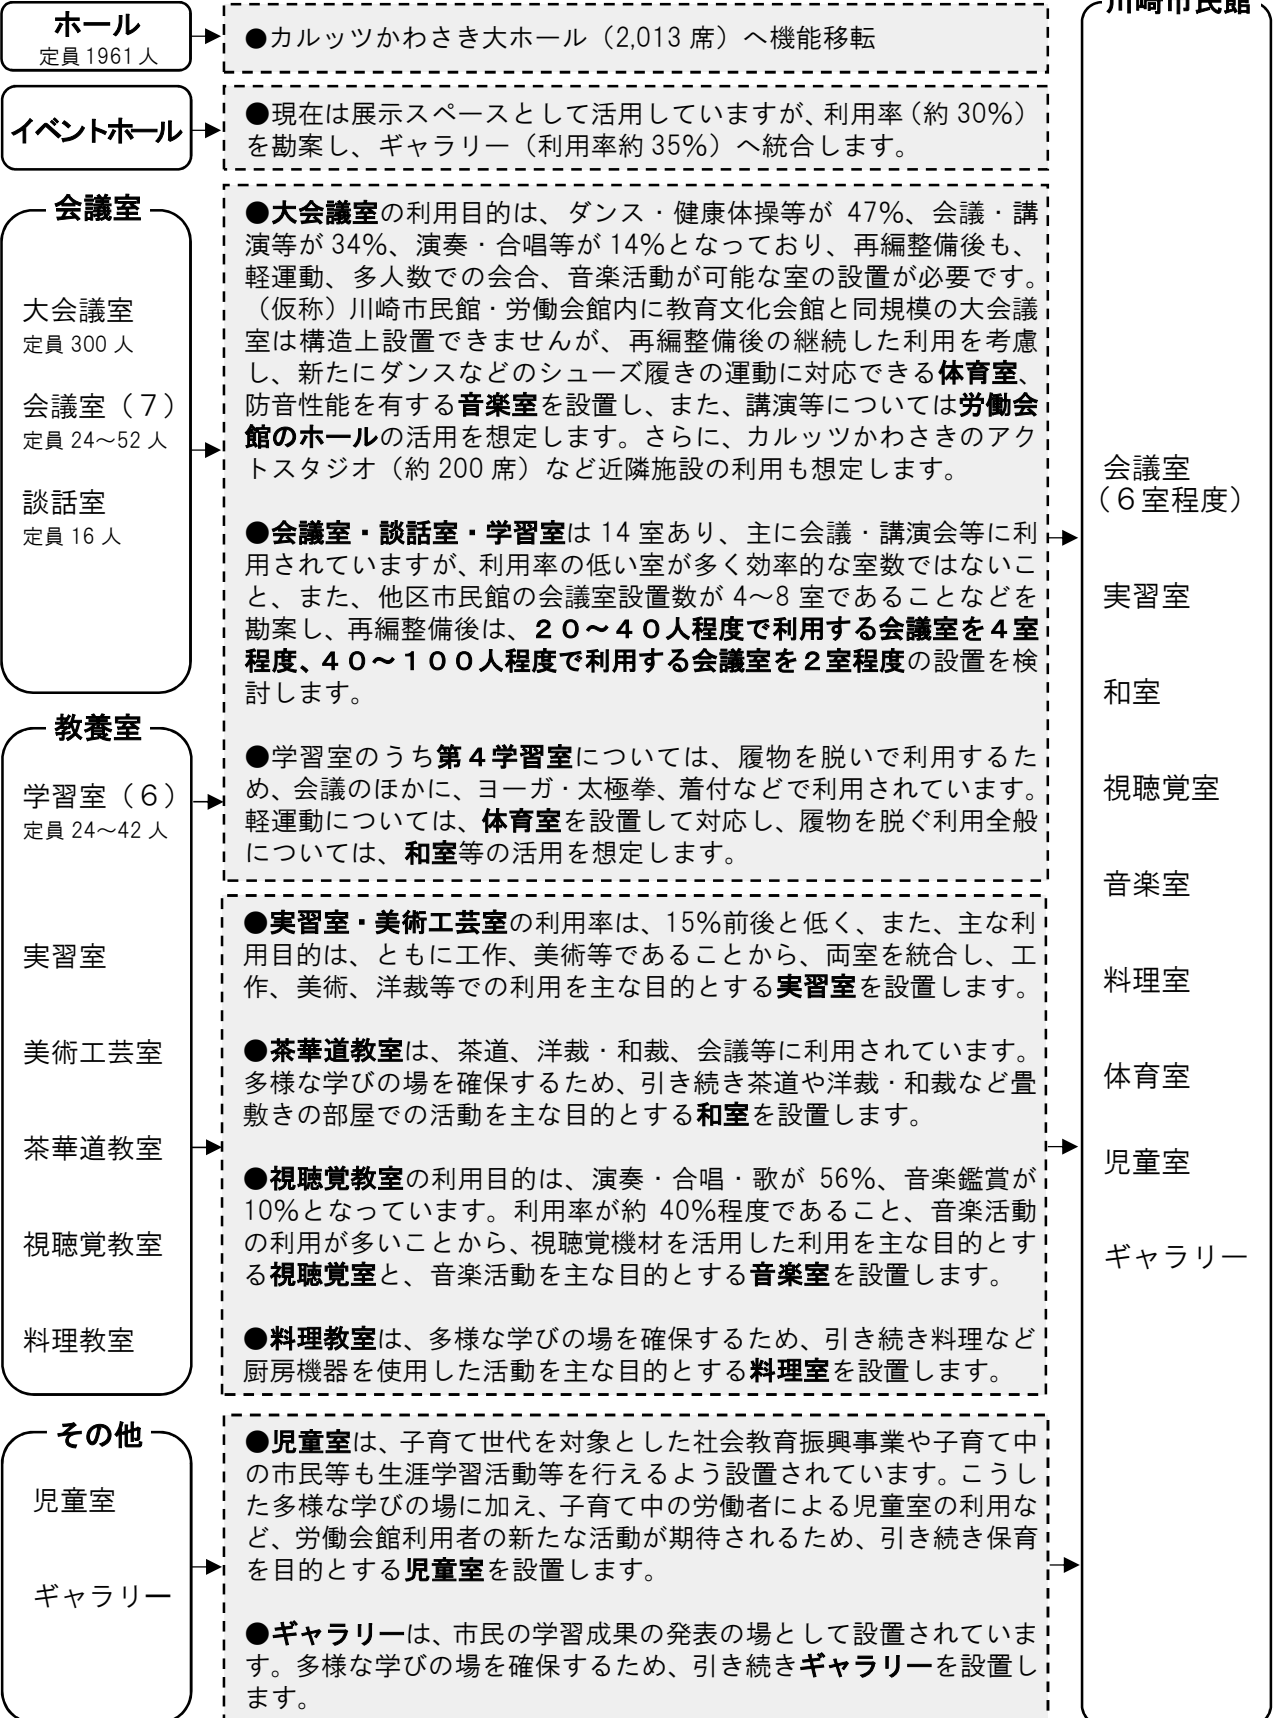 ホール
定員 1961 人
●カルッツかわさき大ホール（2,013 席）へ機能移転
イベントホール
●現在は展示スペースとして活用していますが、利用率（約 30%）
を勘案し、ギャラリー（利用率約 35%）へ統合します。
会議室
大会議室
定員 300 人
会議室（７）
定員 24～52 人
談話室
定員 16 人
●大会議室の利用目的は、ダンス・健康体操等が 47%、会議・講
演等が 34%、演奏・合唱等が 14%となっており、再編整備後も、
軽運動、多人数での会合、音楽活動が可能な室の設置が必要です。
（仮称）川崎市民館・労働会館内に教育文化会館と同規模の大会議
室は構造上設置できませんが、再編整備後の継続した利用を考慮
し、新たにダンスなどのシューズ履きの運動に対応できる体育室、
防音性能を有する音楽室を設置し、また、講演等については労働会
館のホールの活用を想定します。さらに、カルッツかわさきのアク
トスタジオ（約 200 席）など近隣施設の利用も想定します。
●会議室・談話室・学習室は 14 室あり、主に会議・講演会等に利
用されていますが、利用率の低い室が多く効率的な室数ではないこ
と、また、他区市民館の会議室設置数が 4～8 室であることなどを
勘案し、再編整備後は、２０～４０人程度で利用する会議室を４室
程度、４０～１００人程度で利用する会議室を２室程度の設置を検
討します。
教養室
学習室（６）
定員 24～42 人
●学習室のうち第４学習室については、履物を脱いで利用するた
め、会議のほかに、ヨーガ・太極拳、着付などで利用されています。
軽運動については、体育室を設置して対応し、履物を脱ぐ利用全般
については、和室等の活用を想定します。
実習室
美術工芸室
茶華道教室
視聴覚教室
料理教室
●実習室・美術工芸室の利用率は、15%前後と低く、また、主な利
用目的は、ともに工作、美術等であることから、両室を統合し、工
作、美術、洋裁等での利用を主な目的とする実習室を設置します。
●茶華道教室は、茶道、洋裁・和裁、会議等に利用されています。
多様な学びの場を確保するため、引き続き茶道や洋裁・和裁など畳
敷きの部屋での活動を主な目的とする和室を設置します。
●視聴覚教室の利用目的は、演奏・合唱・歌が 56%、音楽鑑賞が
10%となっています。利用率が約 40%程度であること、音楽活動
の利用が多いことから、視聴覚機材を活用した利用を主な目的とす
る視聴覚室と、音楽活動を主な目的とする音楽室を設置します。
●料理教室は、多様な学びの場を確保するため、引き続き料理など
厨房機器を使用した活動を主な目的とする料理室を設置します。
その他
児童室
ギャラリー
●児童室は、子育て世代を対象とした社会教育振興事業や子育て中
の市民等も生涯学習活動等を行えるよう設置されています。こうし
た多様な学びの場に加え、子育て中の労働者による児童室の利用な
ど、労働会館利用者の新たな活動が期待されるため、引き続き保育
を目的とする児童室を設置します。
●ギャラリーは、市民の学習成果の発表の場として設置されていま
す。多様な学びの場を確保するため、引き続きギャラリーを設置し
ます。
川崎市民館
会議室
（６室程度）
実習室
和室
視聴覚室
音楽室
料理室
体育室
児童室
ギャラリー